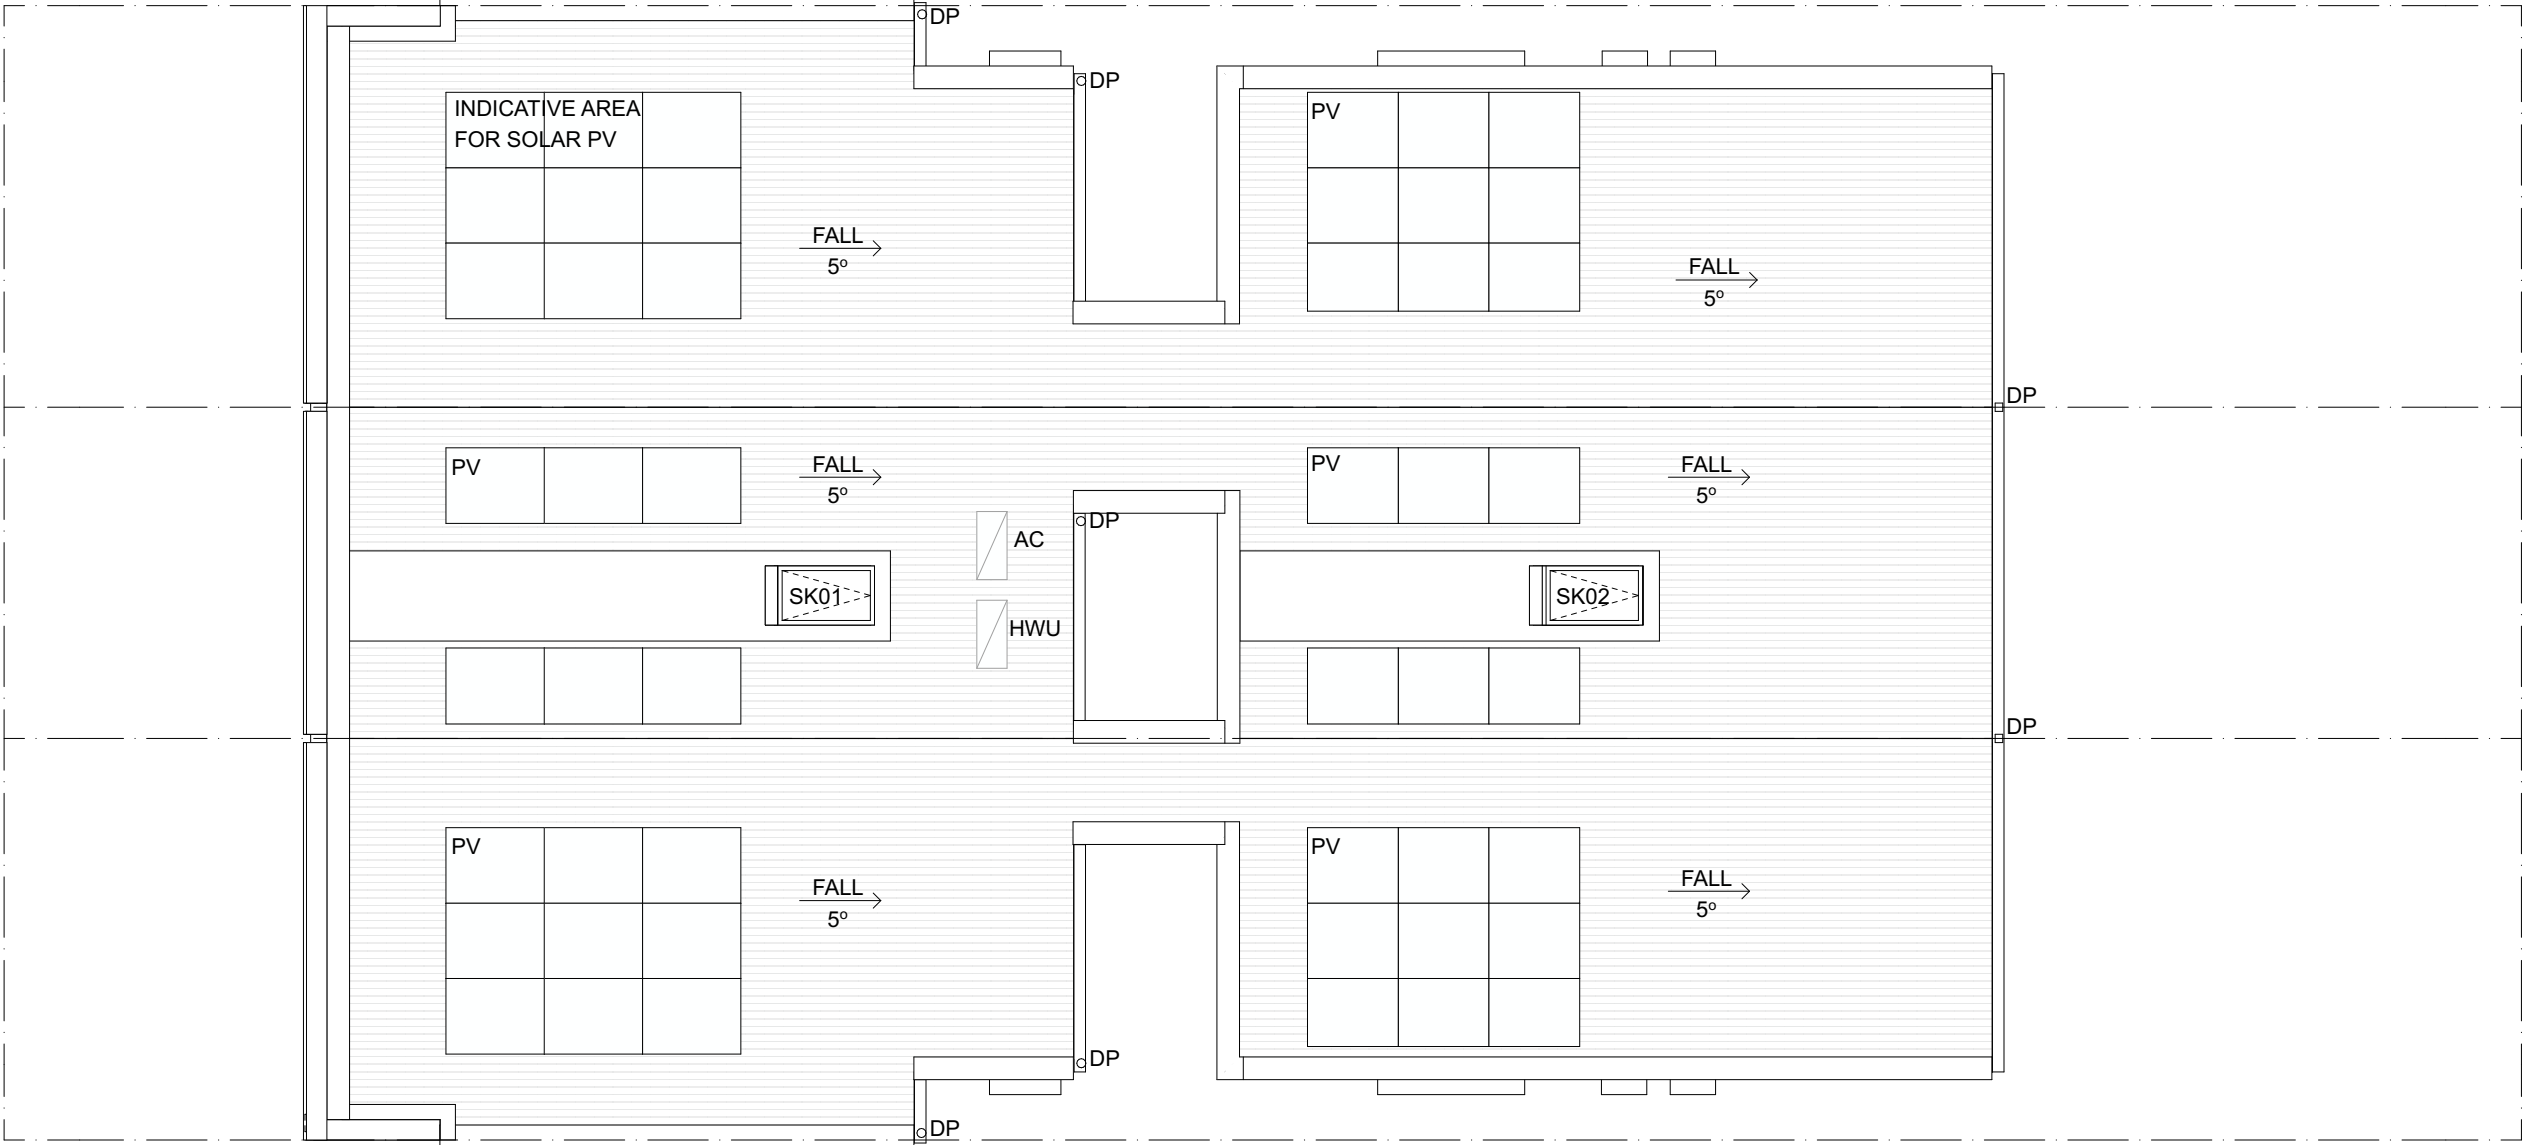 DP
DP
INDICATIVE AREA
FOR SOLAR PV
PV
FALL
5º
FALL
5º
DP
PV
FALL
5º
PV
FALL
5º
DP
AC
SK01
SK02
HWU
DP
PV
FALL
5º
PV
FALL
5º
DP
DP